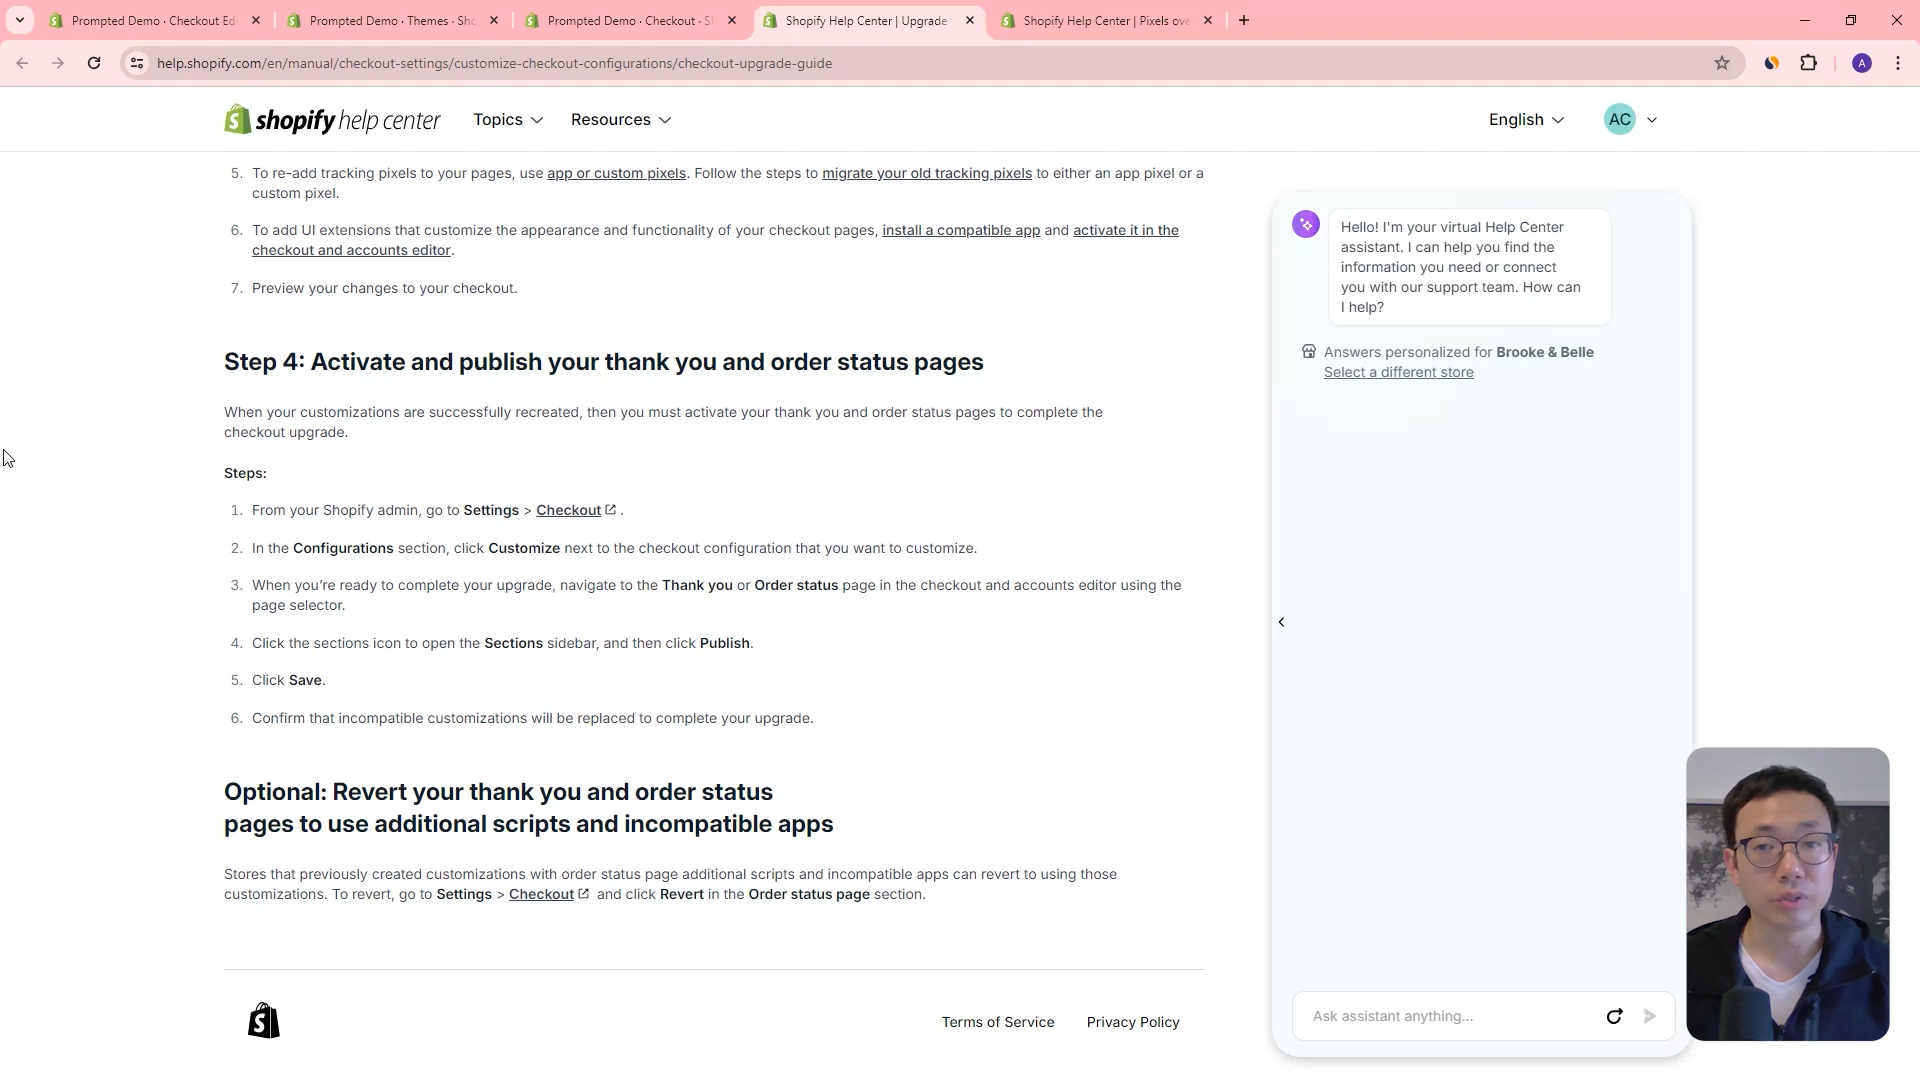 Prompted Demo · Checkout Ed
Prompted Demo · Themes · Sho
Prompted Demo · Checkout · S
Shopify Help Center | Upgrade
Shopify Help Center | Pixels ove
help.shopify.com/en/manual/checkout-settings/customize-checkout-configurations/checkout-upgrade-guide
A
shopify help center
Topics
Resources
English
AC
5. To re-add tracking pixels to your pages, use app or custom pixels. Follow the steps to migrate your old tracking pixels to either an app pixel or a
custom pixel.
6. To add UI extensions that customize the appearance and functionality of your checkout pages, install a compatible app and activate it in the
checkout and accounts editor.
7. Preview your changes to your checkout.
Step 4: Activate and publish your thank you and order status pages
When your customizations are successfully recreated, then you must activate your thank you and order status pages to complete the
checkout upgrade.
Steps:
1. From your Shopify admin, go to Settings > Checkout .
2. In the Configurations section, click Customize next to the checkout configuration that you want to customize.
3. When you’re ready to complete your upgrade, navigate to the Thank you or Order status page in the checkout and accounts editor using the
page selector.
4. Click the sections icon to open the Sections sidebar, and then click Publish.
5. Click Save.
6. Confirm that incompatible customizations will be replaced to complete your upgrade.
Optional: Revert your thank you and order status
pages to use additional scripts and incompatible apps
Stores that previously created customizations with order status page additional scripts and incompatible apps can revert to using those
customizations. To revert, go to Settings > Checkout and click Revert in the Order status page section.
Terms of Service
Privacy Policy
Hello! I'm your virtual Help Center
assistant. I can help you find the
information you need or connect
you with our support team. How can
I help?
Answers personalized for Brooke & Belle
Select a different store
Ask assistant anything...